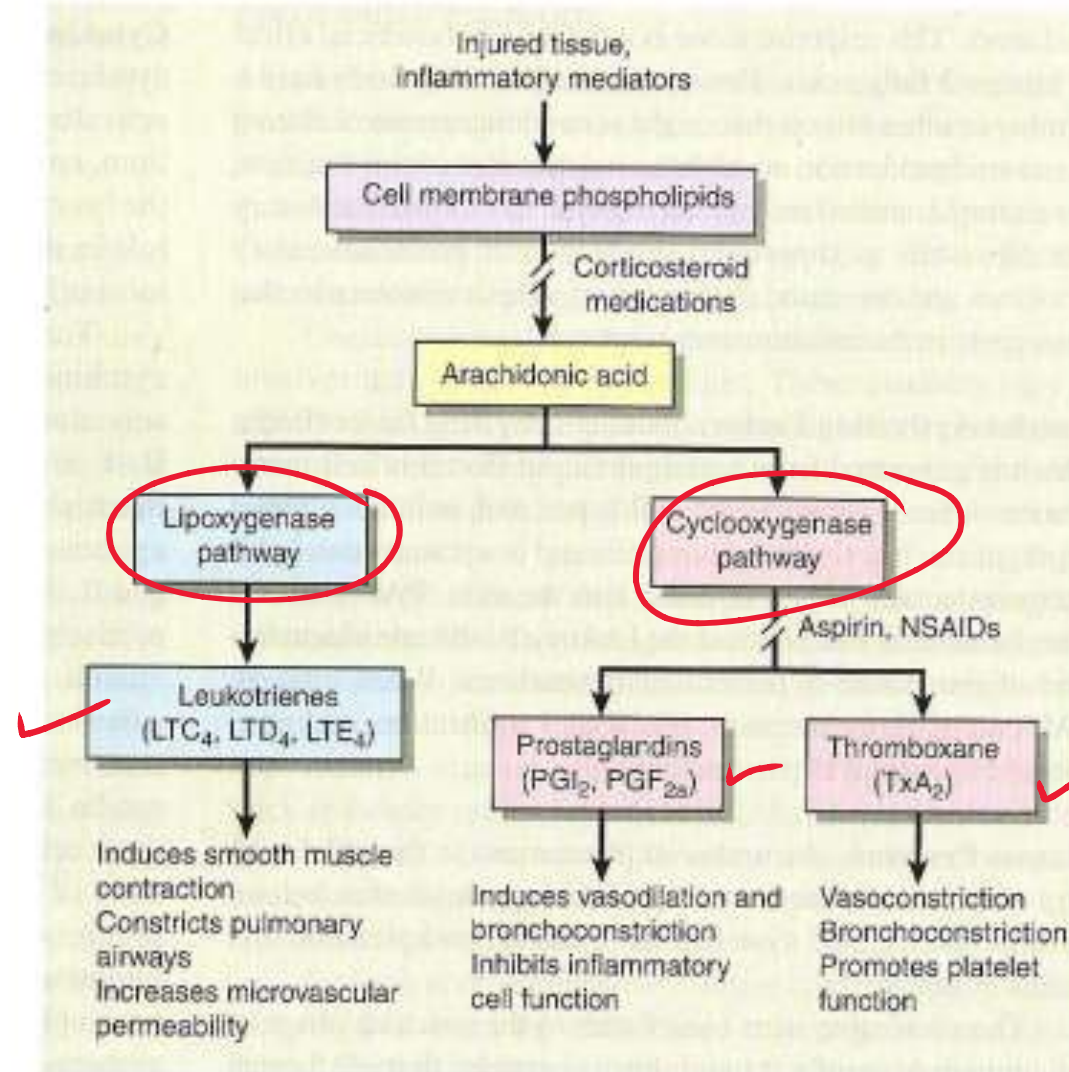 Injured tissue,
inflammatory mediators
Cell membrane phospholipids
Corticosteroid
medications
Arachidonic acid
Lipoxygenase
pathway
Cyclooxygenase
pathway
Aspirin, NSAIDs
Leukotrienes
(LTC₄, LTD₄, LTE₄)
Prostaglandins
(PGI₂, PGF₂ₐ)
Thromboxane
(TxA₂)
Induces smooth muscle
contraction
Constricts pulmonary
airways
Increases microvascular
permeability
Induces vasodilation and
bronchoconstriction
Inhibits inflammatory
cell function
Vasoconstriction
Bronchoconstriction
Promotes platelet
function